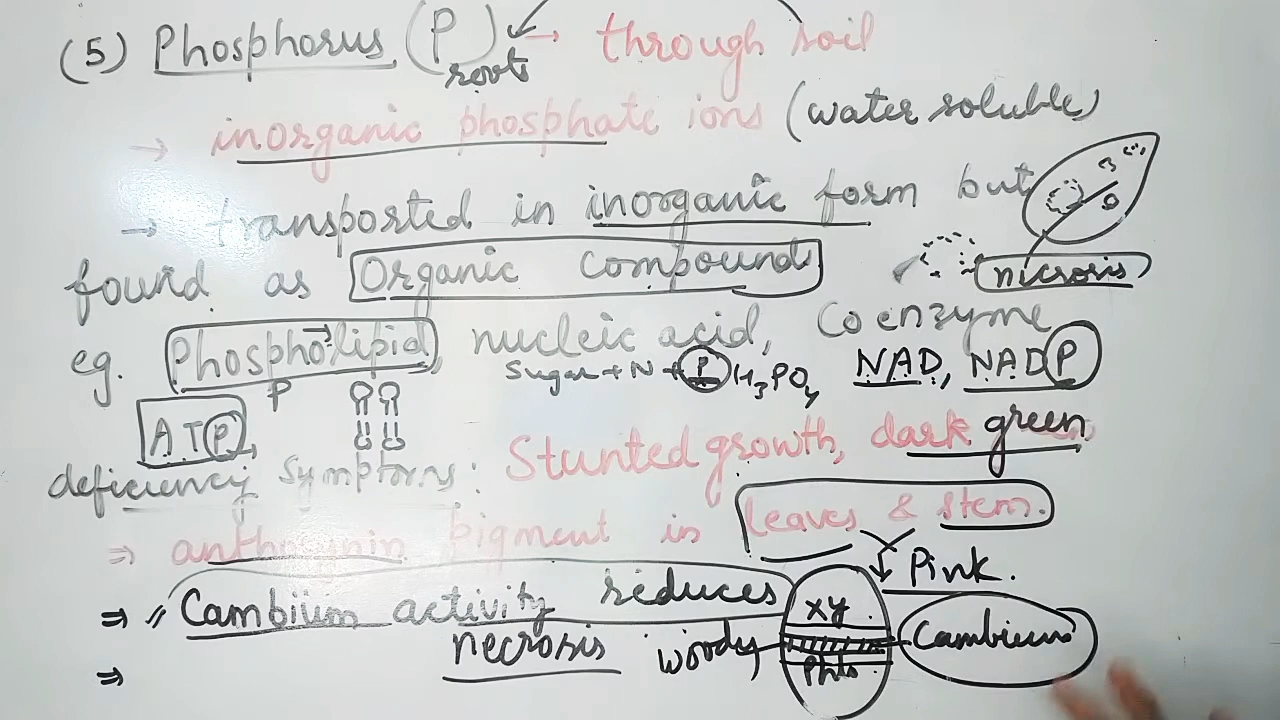 (5) Phosphorus (P) → through soil
roots
→ inorganic phosphate ions (water soluble)
→ transported in inorganic form but
found as Organic compound
nicrosis
eg. Phospholipid, nucleic acid, Coenzyme
P Sugar + N + P H3PO4 NAD, NADP
ATP,
deficiency symptoms: Stunted growth, dark green
⇒ anthocynin pigment in leaves & stem.
Pink.
⇒ Cambium activity reduces
xy
⇒ necrosis woody Cambium
Phlo